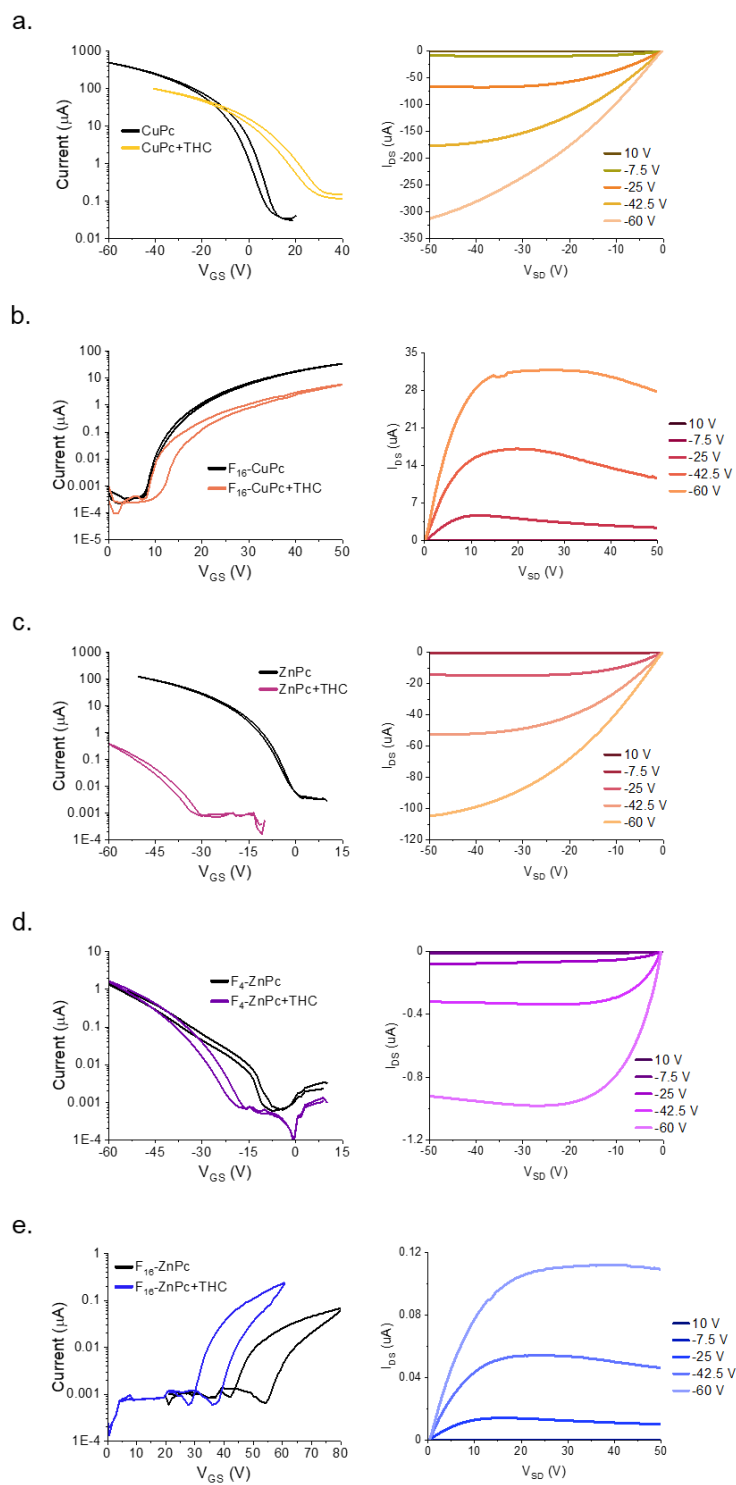 a.
1000
100
10
1
0.1
0.01
-60
-40
-20
0
20
40
Current (μA)
V_GS (V)
CuPc
CuPc+THC
0
-50
-100
-150
-200
-250
-300
-350
-50
-40
-30
-20
-10
0
I_DS (uA)
V_SD (V)
10 V
-7.5 V
-25 V
-42.5 V
-60 V
b.
100
10
1
0.1
0.01
0.001
1E-4
1E-5
0
10
20
30
40
50
Current (μA)
V_GS (V)
F₁₆-CuPc
F₁₆-CuPc+THC
35
28
21
14
7
0
0
10
20
30
40
50
I_DS (uA)
V_SD (V)
10 V
-7.5 V
-25 V
-42.5 V
-60 V
c.
1000
100
10
1
0.1
0.01
0.001
1E-4
-60
-45
-30
-15
0
15
Current (μA)
V_GS (V)
ZnPc
ZnPc+THC
0
-20
-40
-60
-80
-100
-120
-50
-40
-30
-20
-10
0
I_DS (uA)
V_SD (V)
10 V
-7.5 V
-25 V
-42.5 V
-60 V
d.
10
1
0.1
0.01
0.001
1E-4
-60
-45
-30
-15
0
15
Current (μA)
V_GS (V)
F₄-ZnPc
F₄-ZnPc+THC
0
-0.4
-0.8
-1.2
-50
-40
-30
-20
-10
0
I_DS (uA)
V_SD (V)
10 V
-7.5 V
-25 V
-42.5 V
-60 V
e.
1
0.1
0.01
0.001
1E-4
0
10
20
30
40
50
60
70
80
Current (μA)
V_GS (V)
F₁₆-ZnPc
F₁₆-ZnPc+THC
0.12
0.08
0.04
0
0
10
20
30
40
50
I_DS (uA)
V_SD (V)
10 V
-7.5 V
-25 V
-42.5 V
-60 V